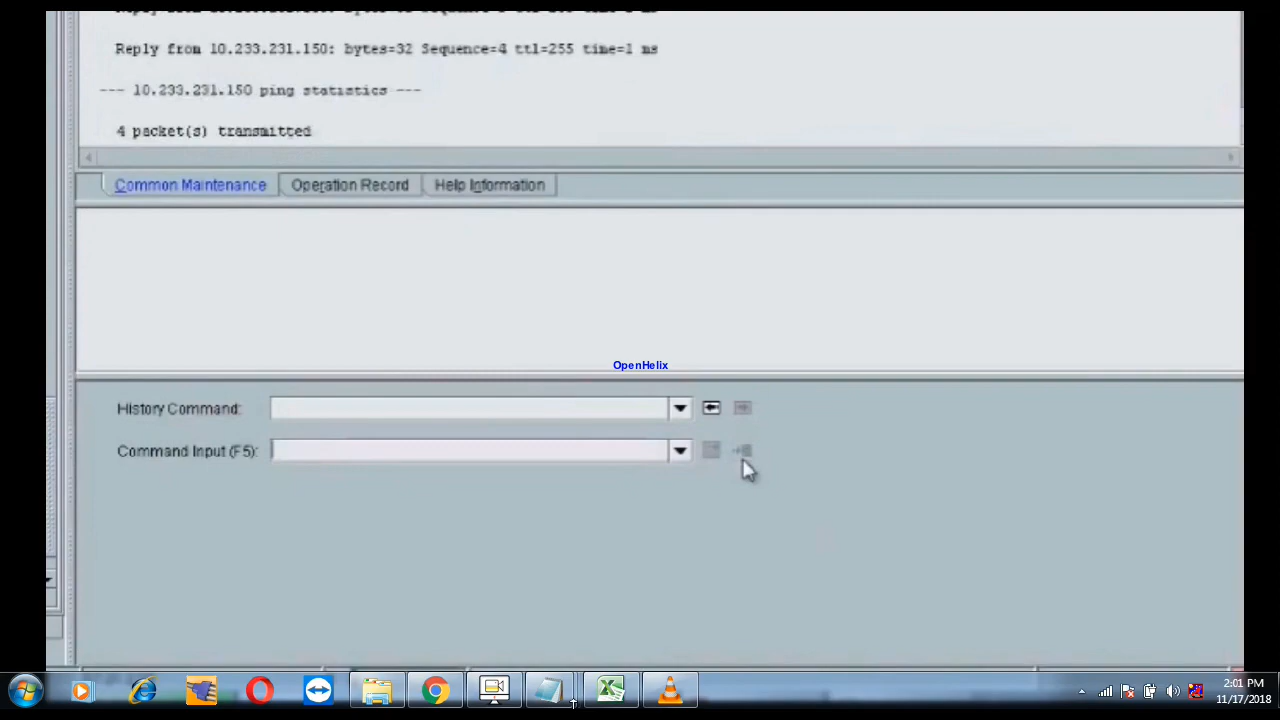 Reply from 10.233.231.150: bytes=32 Sequence=4 ttl=255 time=1 ms
--- 10.233.231.150 ping statistics ---
4 packet(s) transmitted
Common Maintenance Operation Record Help Information
OpenHelix
History Command:
Command Input (F5):
2:01 PM
11/17/2018